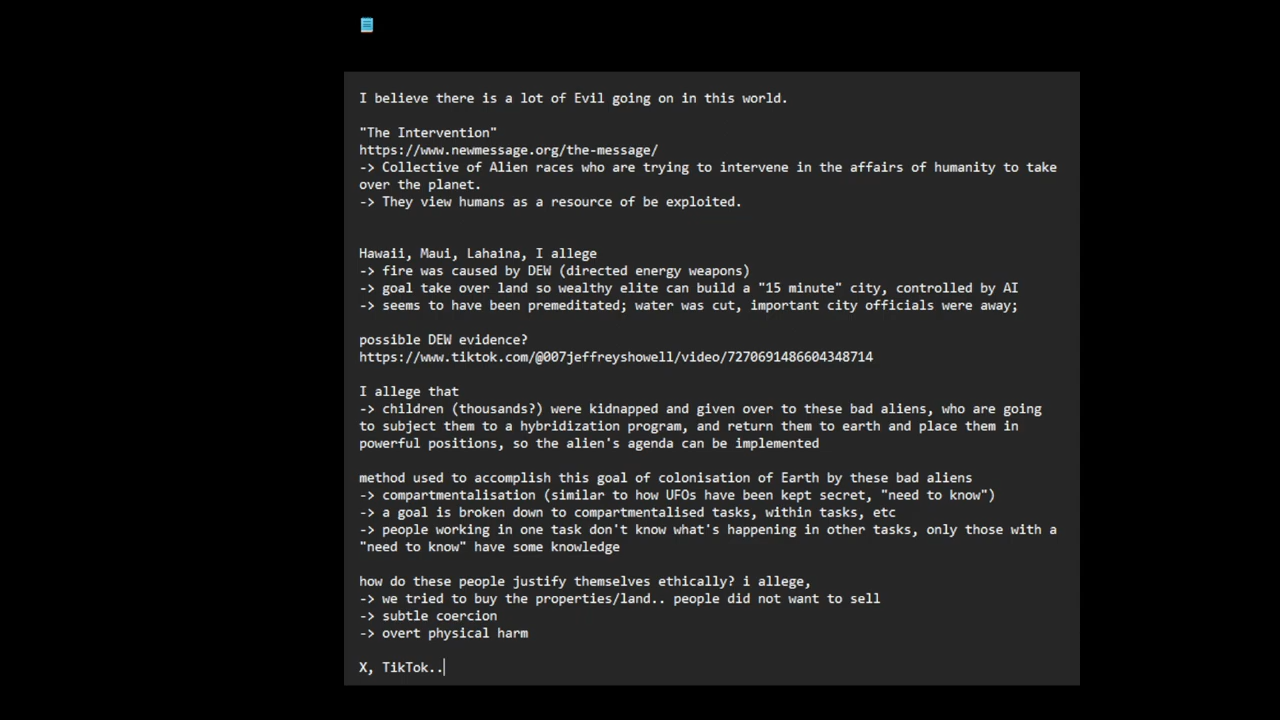 I believe there is a lot of Evil going on in this world.
"The Intervention"
https://www.newmessage.org/the-message/
-> Collective of Alien races who are trying to intervene in the affairs of humanity to take
over the planet.
-> They view humans as a resource of be exploited.
Hawaii, Maui, Lahaina, I allege
-> fire was caused by DEW (directed energy weapons)
-> goal take over land so wealthy elite can build a "15 minute" city, controlled by AI
-> seems to have been premeditated; water was cut, important city officials were away;
possible DEW evidence?
https://www.tiktok.com/@007jeffreyshowell/video/7270691486604348714
I allege that
-> children (thousands?) were kidnapped and given over to these bad aliens, who are going
to subject them to a hybridization program, and return them to earth and place them in
powerful positions, so the alien's agenda can be implemented
method used to accomplish this goal of colonisation of Earth by these bad aliens
-> compartmentalisation (similar to how UFOs have been kept secret, "need to know")
-> a goal is broken down to compartmentalised tasks, within tasks, etc
-> people working in one task don't know what's happening in other tasks, only those with a
"need to know" have some knowledge
how do these people justify themselves ethically? i allege,
-> we tried to buy the properties/land.. people did not want to sell
-> subtle coercion
-> overt physical harm
X, TikTok..